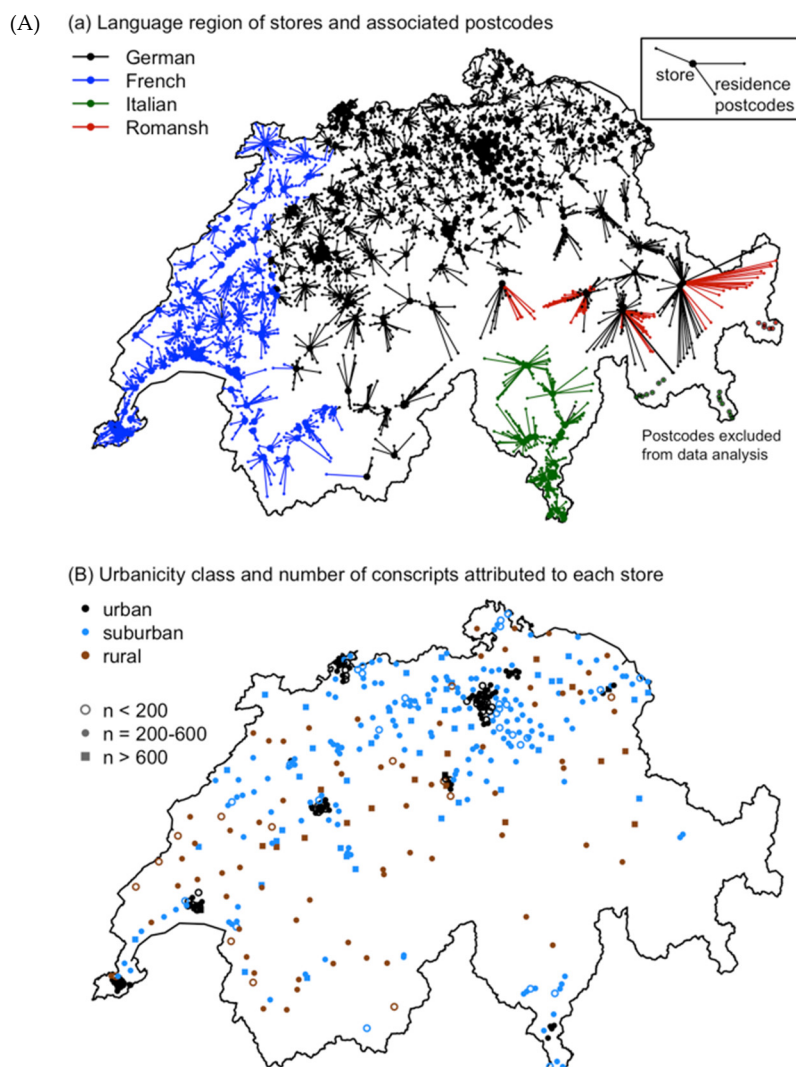 (A)
(a) Language region of stores and associated postcodes
German
French
Italian
Romansh
store
residence
postcodes
Postcodes excluded
from data analysis
(B) Urbanicity class and number of conscripts attributed to each store
urban
suburban
rural
n < 200
n = 200-600
n > 600